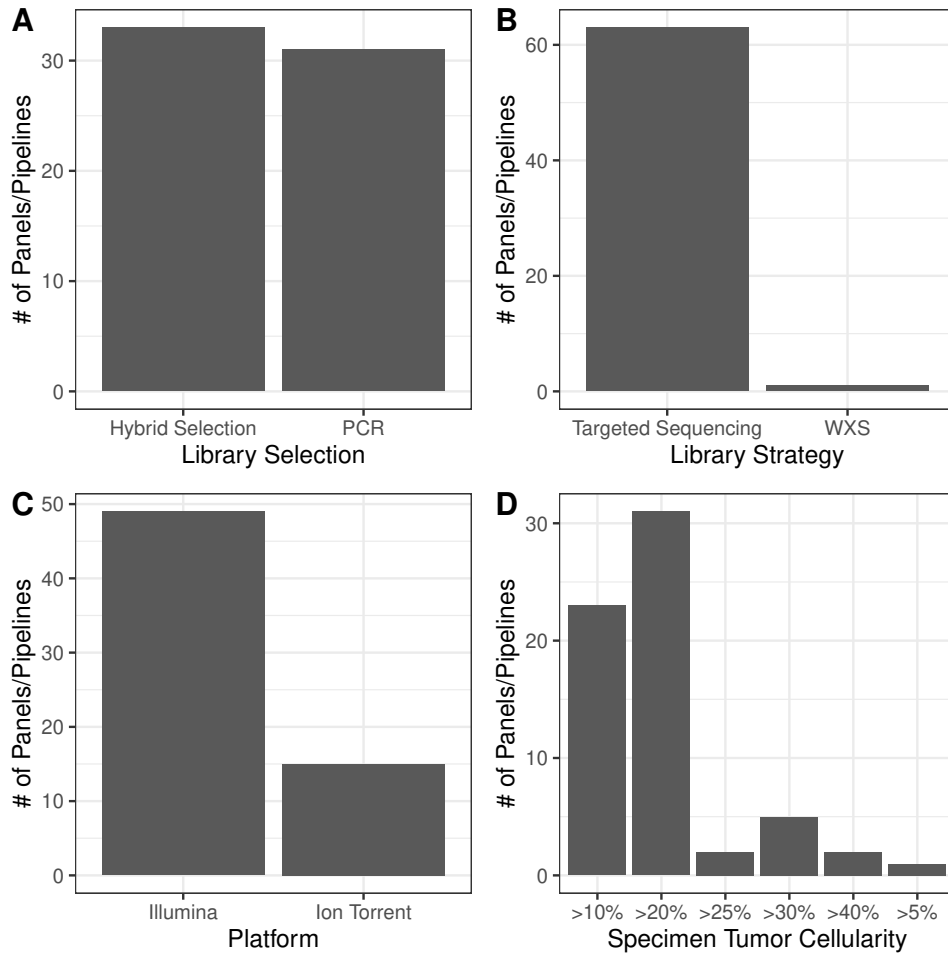 A
# of Panels/Pipelines
30
20
10
0
Hybrid Selection PCR
Library Selection
B
# of Panels/Pipelines
60
40
20
0
Targeted Sequencing WXS
Library Strategy
C
# of Panels/Pipelines
50
40
30
20
10
0
Illumina Ion Torrent
Platform
D
# of Panels/Pipelines
30
20
10
0
>10% >20% >25% >30% >40% >5%
Specimen Tumor Cellularity